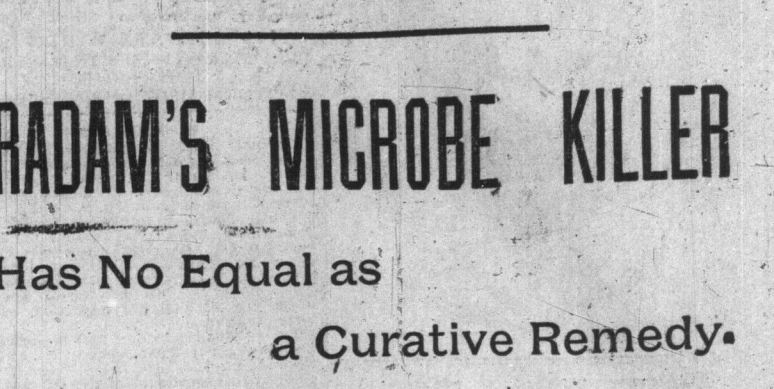 RADAM'S MICROBE KILLER
Has No Equal as
a Curative Remedy.